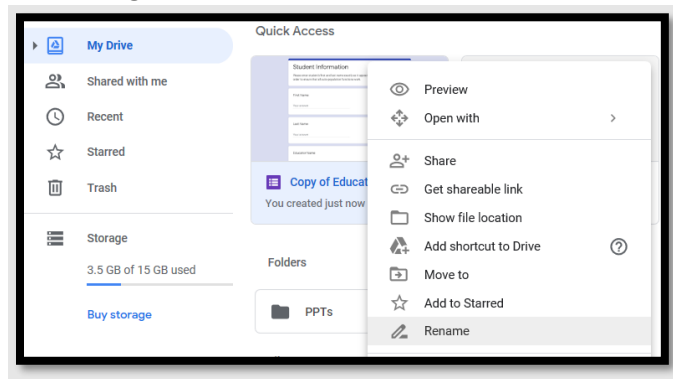 Quick Access
My Drive
Shared with me
Recent
Starred
Trash
Storage
3.5 GB of 15 GB used
Buy storage
Student Information
First Name
Last Name
Student Name
Copy of Educat
You created just now
Folders
PPTs
Preview
Open with
Share
Get shareable link
Show file location
Add shortcut to Drive
Move to
Add to Starred
Rename